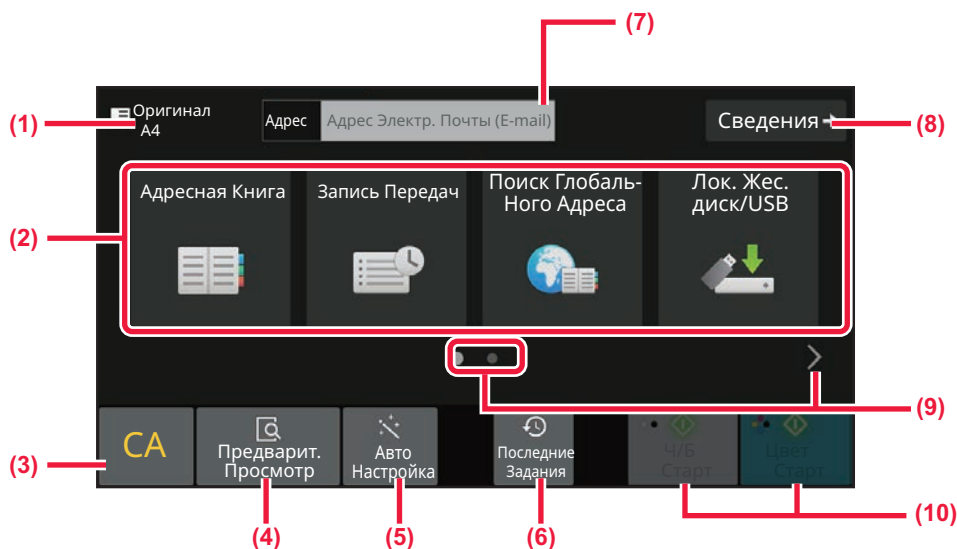 (7)
(1)
Оригинал
A4
Адрес
Адрес Электр. Почты (E-mail)
Сведения
(8)
(2)
Адресная Книга
Запись Передач
Поиск Глобаль-
Ного Адреса
Лок. Жес.
диск/USB
(9)
(3)
CA
Предварит.
Просмотр
Авто
Настройка
Последние
Задания
Ч/Б
Старт
Цвет
Старт
(10)
(4)
(5)
(6)